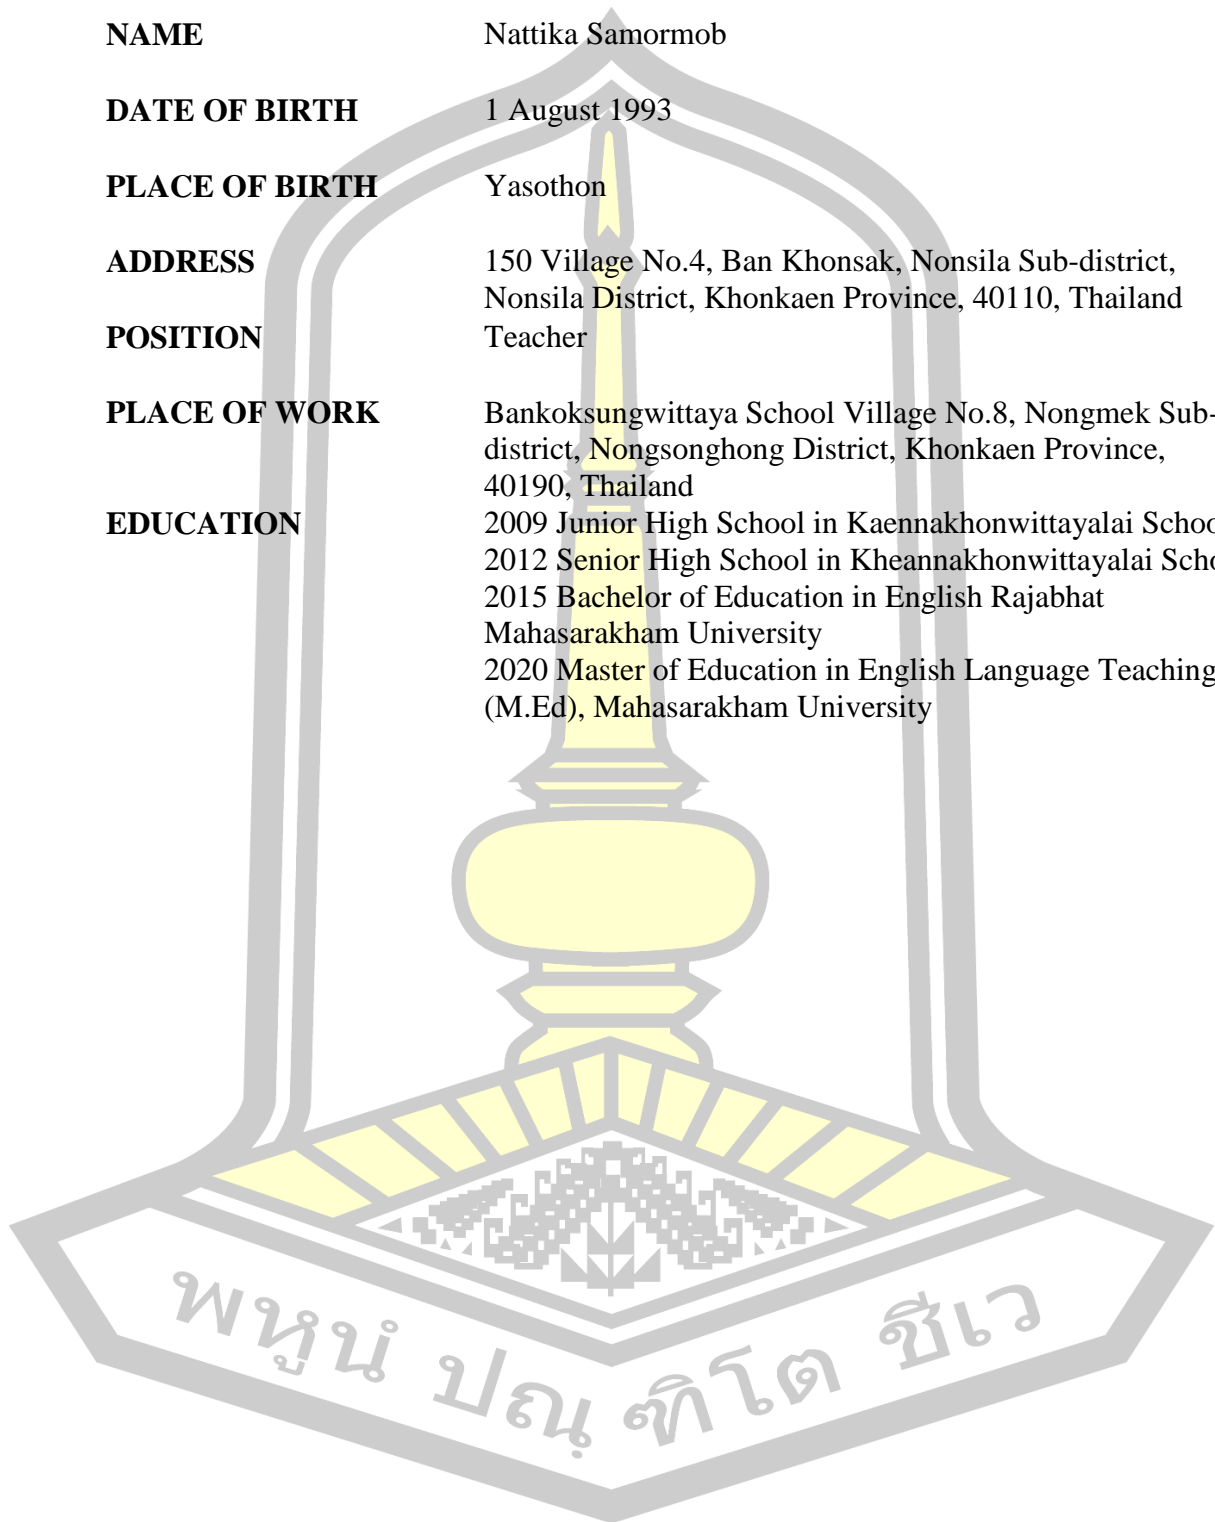 NAME Nattika Samormob
DATE OF BIRTH 1 August 1993
PLACE OF BIRTH Yasothon
ADDRESS 150 Village No.4, Ban Khonsak, Nonsila Sub-district,
Nonsila District, Khonkaen Province, 40110, Thailand
POSITION Teacher
PLACE OF WORK Bankoksungwittaya School Village No.8, Nongmek Sub-
district, Nongsonghong District, Khonkaen Province,
40190, Thailand
EDUCATION 2009 Junior High School in Kaennakhonwittayalai Schoo
2012 Senior High School in Kheannakhonwittayalai Scho
2015 Bachelor of Education in English Rajabhat
Mahasarakham University
2020 Master of Education in English Language Teaching
(M.Ed), Mahasarakham University
พหูนํ ปณฺฑิโต ชีเว